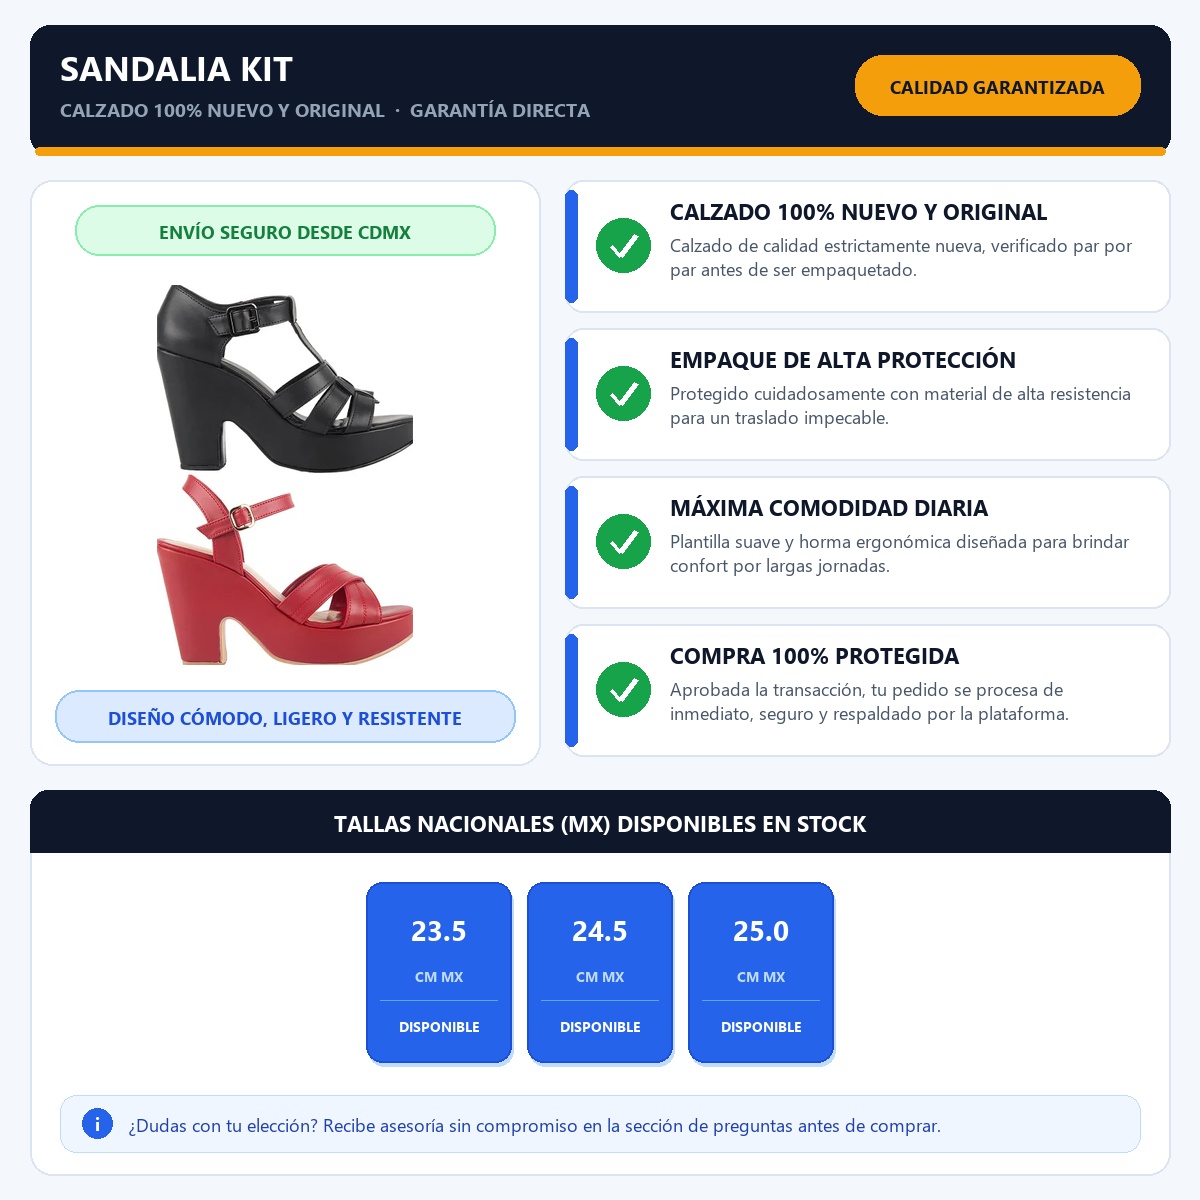 SANDALIA KIT
CALZADO 100% NUEVO Y ORIGINAL · GARANTÍA DIRECTA
CALIDAD GARANTIZADA
ENVÍO SEGURO DESDE CDMX
DISEÑO CÓMODO, LIGERO Y RESISTENTE
CALZADO 100% NUEVO Y ORIGINAL
Calzado de calidad estrictamente nueva, verificado par por
par antes de ser empaquetado.
EMPAQUE DE ALTA PROTECCIÓN
Protegido cuidadosamente con material de alta resistencia
para un traslado impecable.
MÁXIMA COMODIDAD DIARIA
Plantilla suave y horma ergonómica diseñada para brindar
confort por largas jornadas.
COMPRA 100% PROTEGIDA
Aprobada la transacción, tu pedido se procesa de
inmediato, seguro y respaldado por la plataforma.
TALLAS NACIONALES (MX) DISPONIBLES EN STOCK
23.5
CM MX
DISPONIBLE
24.5
CM MX
DISPONIBLE
25.0
CM MX
DISPONIBLE
¿Dudas con tu elección? Recibe asesoría sin compromiso en la sección de preguntas antes de comprar.